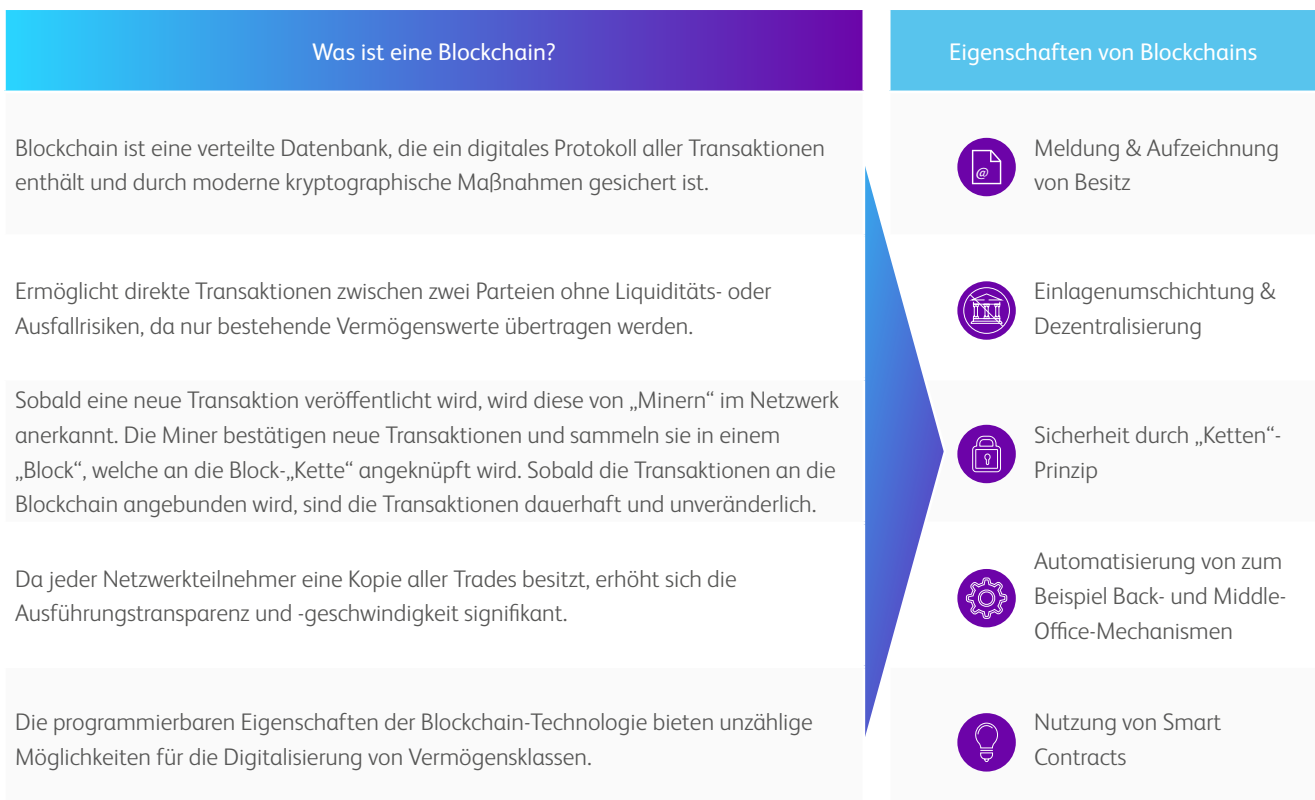 Was ist eine Blockchain?
Eigenschaften von Blockchains
Blockchain ist eine verteilte Datenbank, die ein digitales Protokoll aller Transaktionen
enthält und durch moderne kryptographische Maßnahmen gesichert ist.
@
Meldung & Aufzeichnung
von Besitz
Ermöglicht direkte Transaktionen zwischen zwei Parteien ohne Liquiditäts- oder
Ausfallrisiken, da nur bestehende Vermögenswerte übertragen werden.
Einlagenumschichtung &
Dezentralisierung
Sobald eine neue Transaktion veröffentlicht wird, wird diese von „Minern“ im Netzwerk
anerkannt. Die Miner bestätigen neue Transaktionen und sammeln sie in einem
„Block“, welche an die Block-„Kette“ angeknüpft wird. Sobald die Transaktionen an die
Blockchain angebunden wird, sind die Transaktionen dauerhaft und unveränderlich.
Sicherheit durch „Ketten“-
Prinzip
Da jeder Netzwerkteilnehmer eine Kopie aller Trades besitzt, erhöht sich die
Ausführungstransparenz und -geschwindigkeit signifikant.
Automatisierung von zum
Beispiel Back- und Middle-
Office-Mechanismen
Die programmierbaren Eigenschaften der Blockchain-Technologie bieten unzählige
Möglichkeiten für die Digitalisierung von Vermögensklassen.
Nutzung von Smart
Contracts